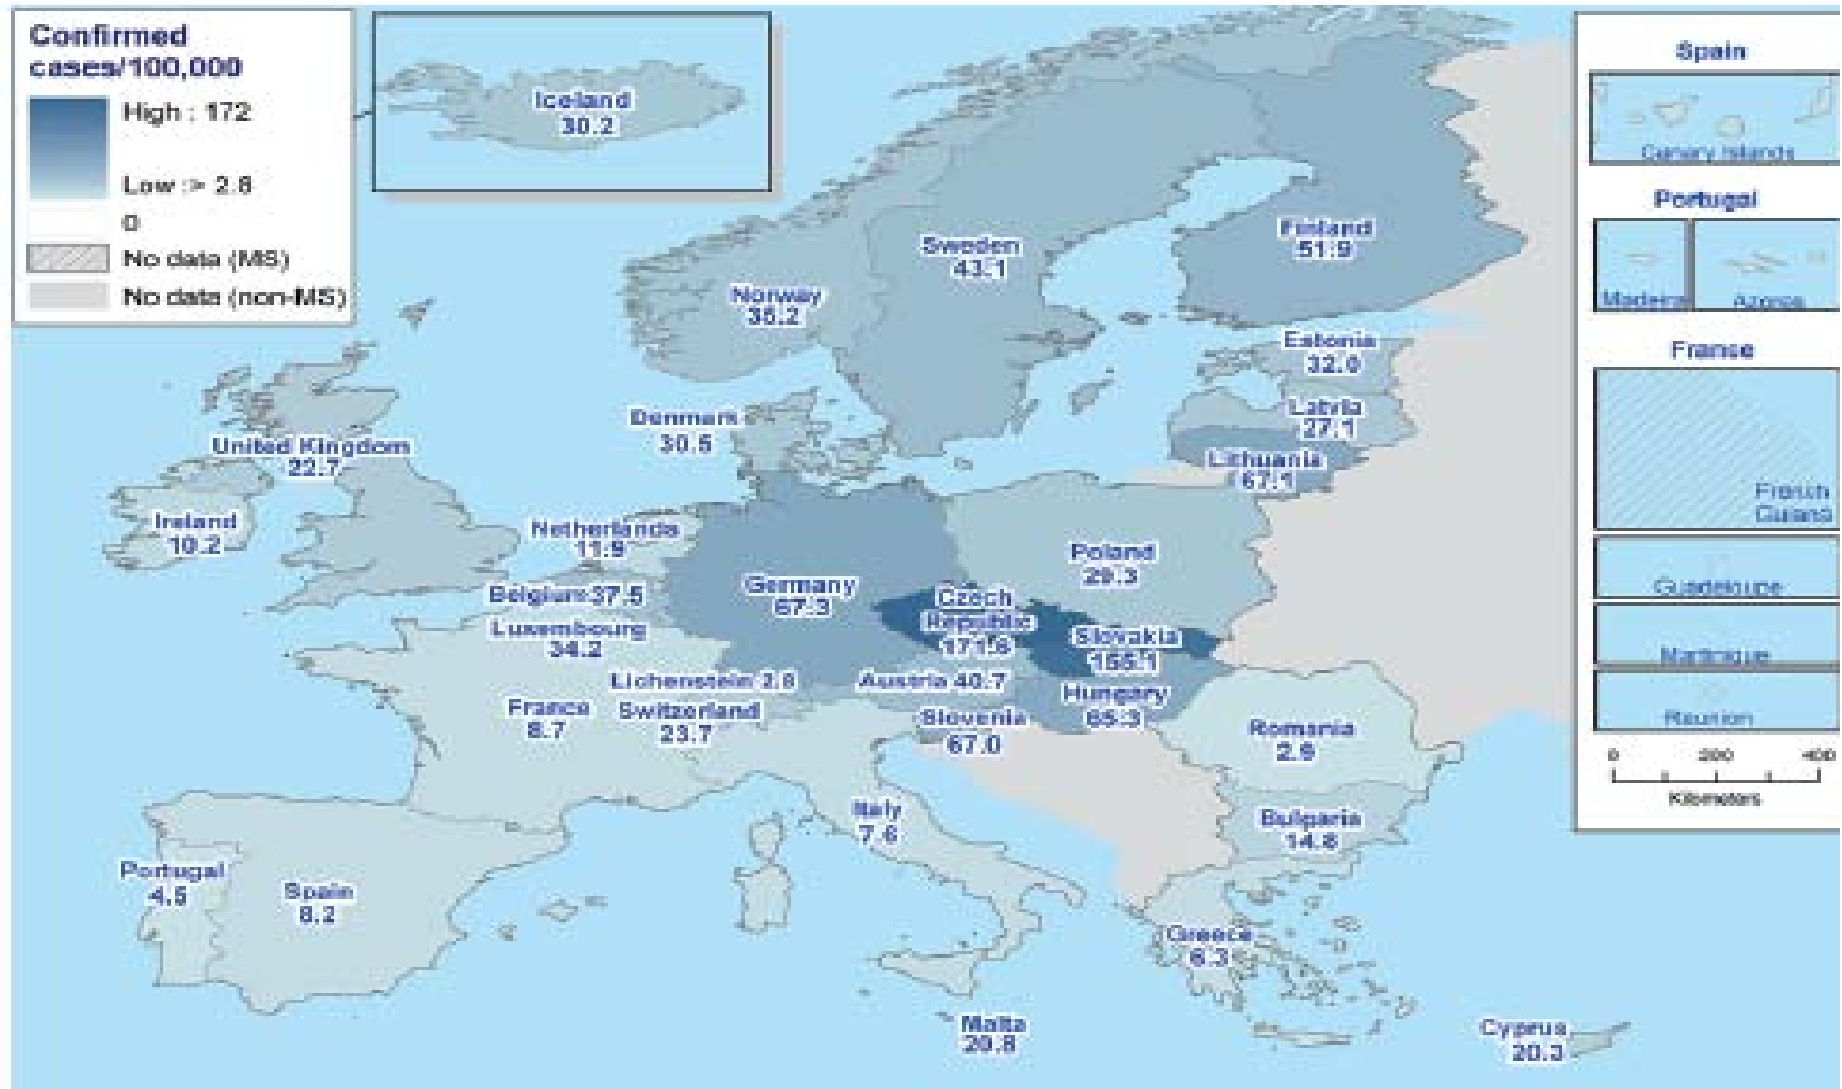 Confirmed
cases/100,000
High : 172
Low :> 2.8
0
No data (MS)
No data (non-MS)
Iceland
30.2
Spain
Canary Islands
Portugal
Madeira
Azores
France
French
Guiana
Guadeloupe
Martinique
Reunion
0 200 400
Kilometers
Finland
51.9
Sweden
43.1
Norway
35.2
Estonia
32.0
Latvia
27.1
Lithuania
67.1
Denmark
30.5
United Kingdom
22.7
Ireland
10.2
Netherlands
11.9
Belgium 37.5
Luxembourg
34.2
Germany
67.3
Poland
29.3
Czech
Republic
171.6
Slovakia
Lichenstein 2.8
Austria 40.7
Hungary
65.3
France
8.7
Switzerland
23.7
Slovenia
67.0
Romania
2.9
Italy
7.6
Bulgaria
14.8
Portugal
4.5
Spain
8.2
Greece
6.3
Malta
Cyprus
20.3